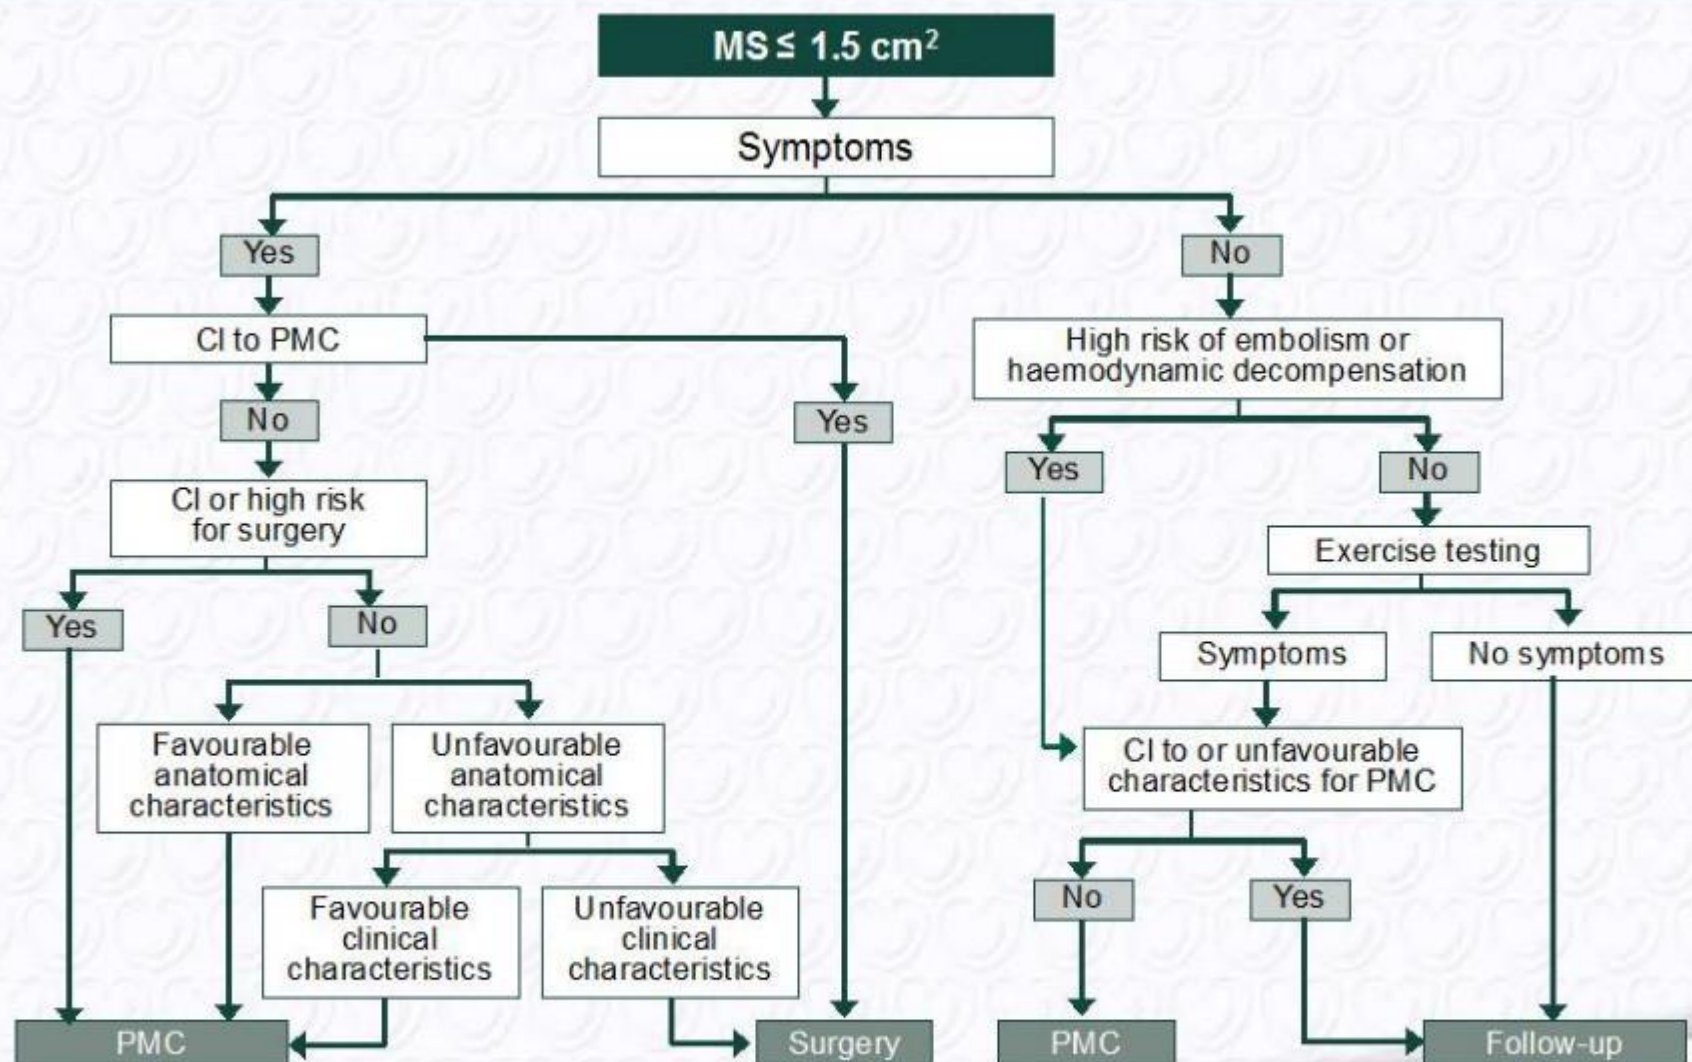 MS ≤ 1.5 cm²
Symptoms
Yes
No
CI to PMC
High risk of embolism or
haemodynamic decompensation
No
Yes
Yes
No
CI or high risk
for surgery
Exercise testing
Yes
No
Symptoms
No symptoms
Favourable
anatomical
characteristics
Unfavourable
anatomical
characteristics
CI to or unfavourable
characteristics for PMC
Favourable
clinical
characteristics
Unfavourable
clinical
characteristics
No
Yes
PMC
Surgery
PMC
Follow-up